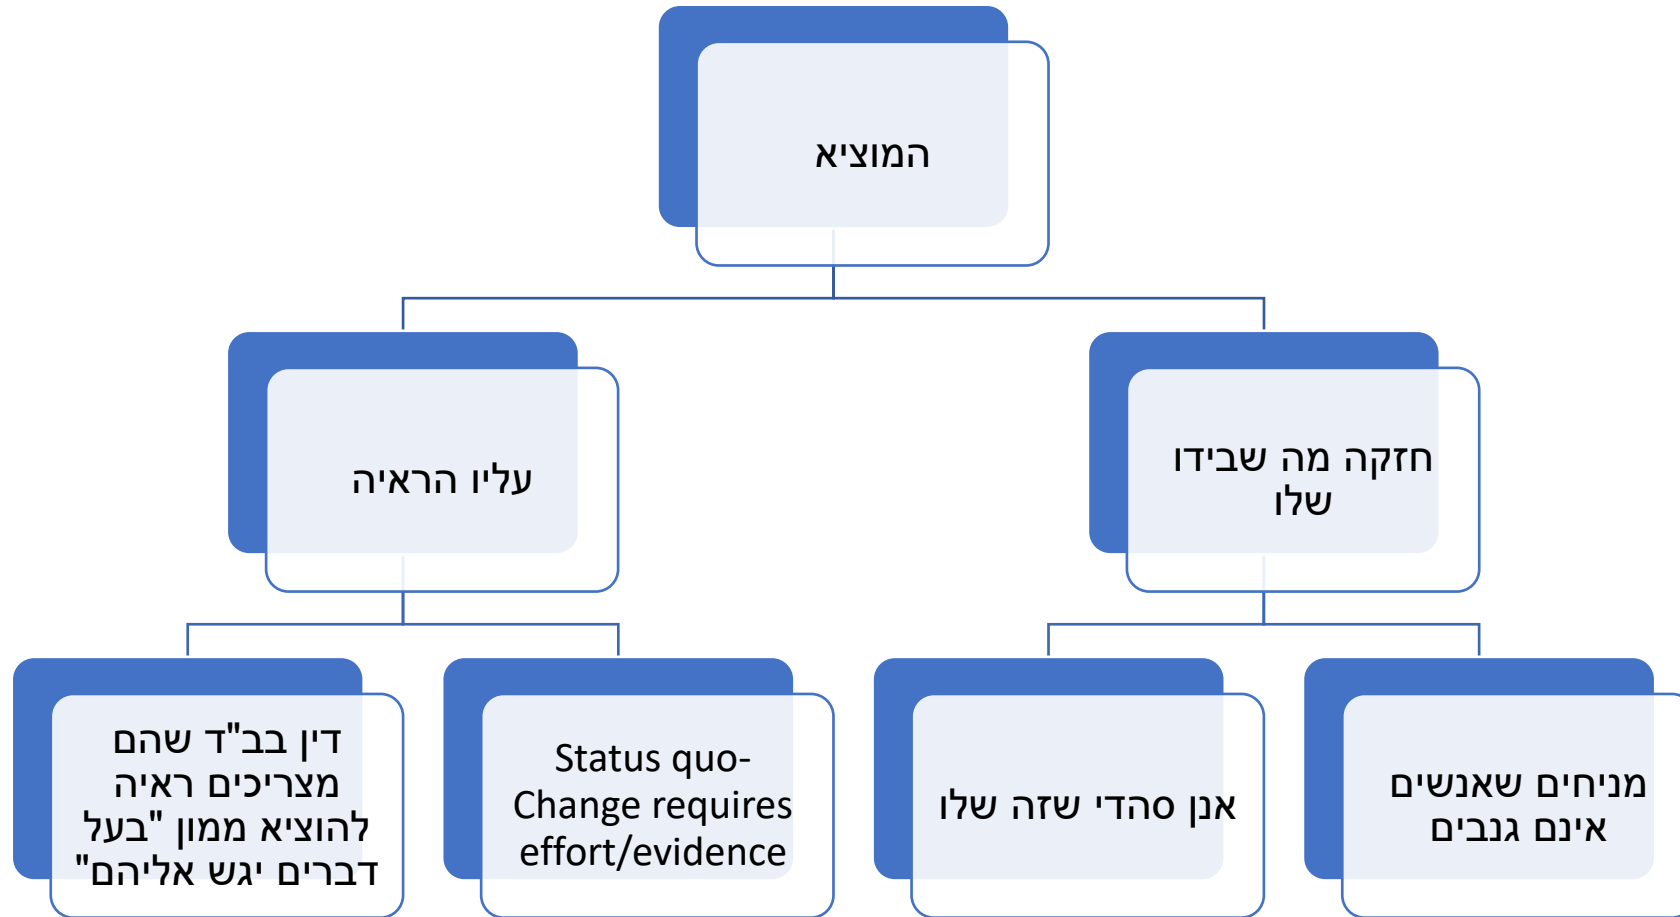 המוציא
חזקה מה שבידו
שלו
עליו הראיה
מניחים שאנשים
אינם גנבים
אנן סהדי שזה שלו
Status quo-
Change requires
effort/evidence
דין בב"ד שהם
מצריכים ראיה
להוציא ממון "בעל
דברים יגש אליהם"